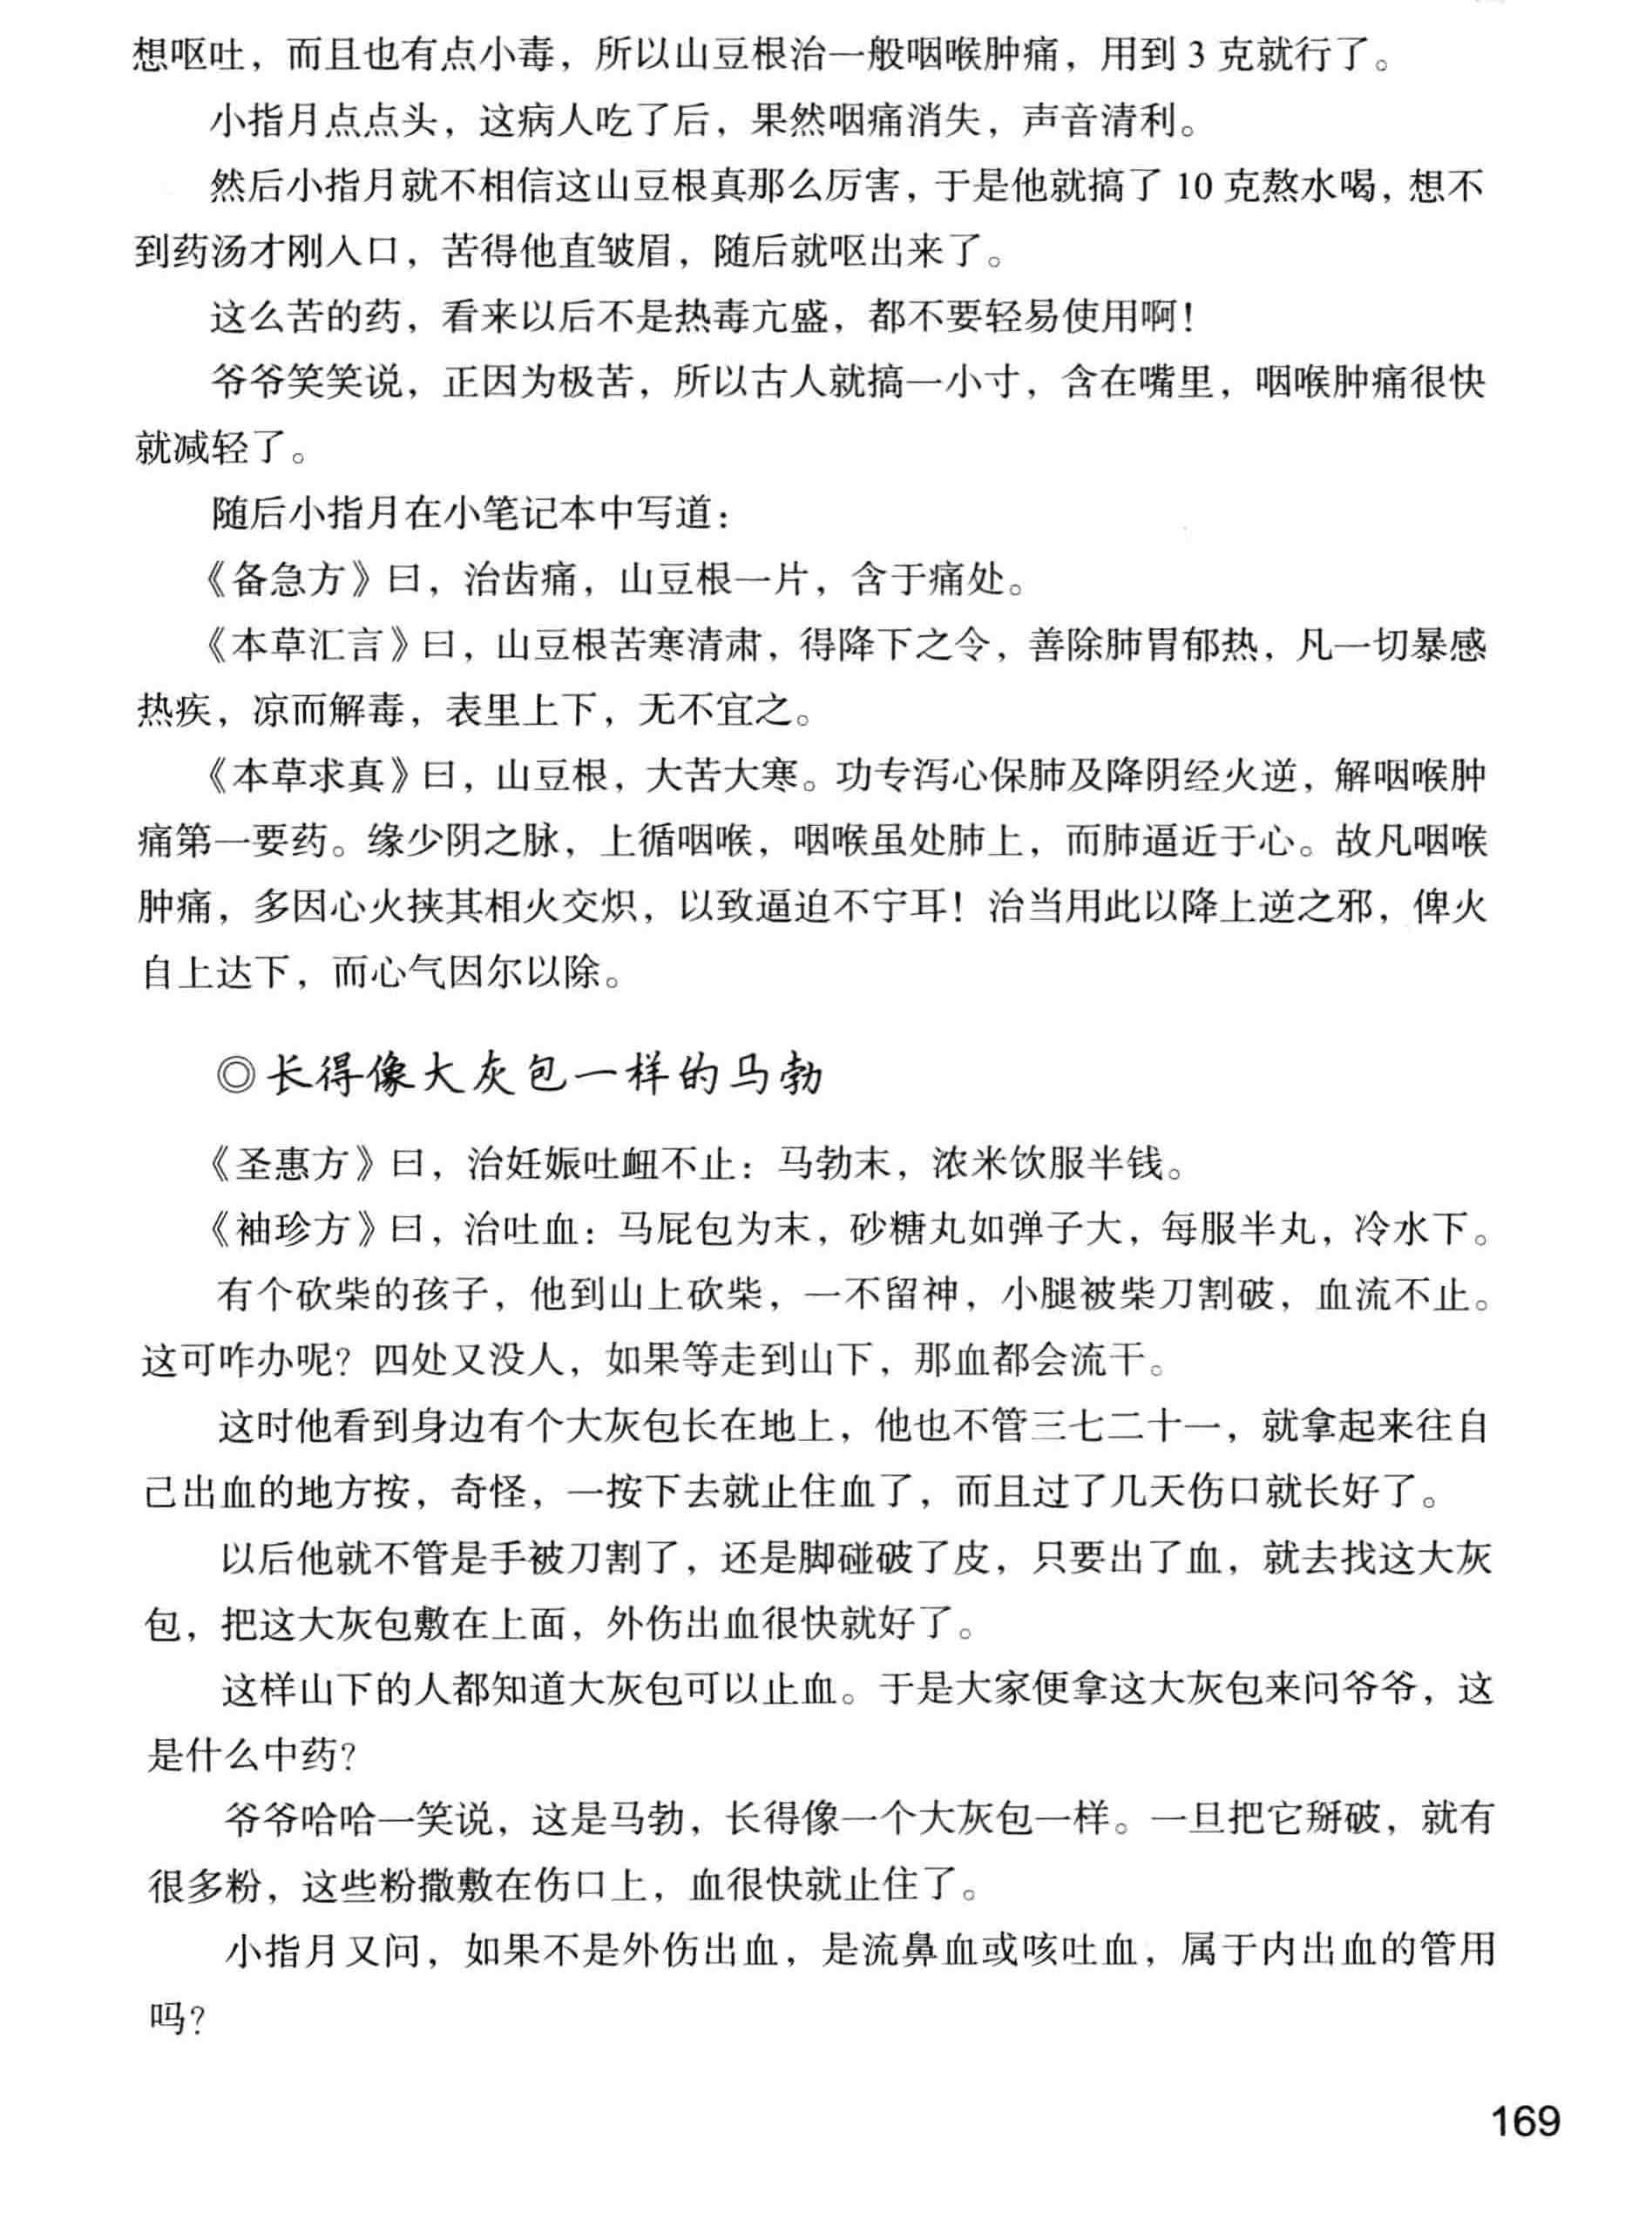 想呕吐，而且也有点小毒，所以山豆根治一般咽喉肿痛，用到 3 克就行了。
小指月点点头，这病人吃了后，果然咽痛消失，声音清利。
然后小指月就不相信这山豆根真那么厉害，于是他就搞了 10 克熬水喝，想不
到药汤才刚入口，苦得他直皱眉，随后就呕出来了。
这么苦的药，看来以后不是热毒亢盛，都不要轻易使用啊！
爷爷笑笑说，正因为极苦，所以古人就搞一小寸，含在嘴里，咽喉肿痛很快
就减轻了。
随后小指月在小笔记本中写道：
《备急方》曰，治齿痛，山豆根一片，含于痛处。
《本草汇言》曰，山豆根苦寒清肃，得降下之令，善除肺胃郁热，凡一切暴感
热疾，凉而解毒，表里上下，无不宜之。
《本草求真》曰，山豆根，大苦大寒。功专泻心保肺及降阴经火逆，解咽喉肿
痛第一要药。缘少阴之脉，上循咽喉，咽喉虽处肺上，而肺逼近于心。故凡咽喉
肿痛，多因心火挟其相火交炽，以致逼迫不宁耳！治当用此以降上逆之邪，俾火
自上达下，而心气因尔以除。
◎长得像大灰包一样的马勃
《圣惠方》曰，治妊娠吐衄不止：马勃末，浓米饮服半钱。
《袖珍方》曰，治吐血：马屁包为末，砂糖丸如弹子大，每服半丸，冷水下。
有个砍柴的孩子，他到山上砍柴，一不留神，小腿被柴刀割破，血流不止。
这可咋办呢？四处又没人，如果等走到山下，那血都会流干。
这时他看到身边有个大灰包长在地上，他也不管三七二十一，就拿起来往自
己出血的地方按，奇怪，一按下去就止住血了，而且过了几天伤口就长好了。
以后他就不管是手被刀割了，还是脚碰破了皮，只要出了血，就去找这大灰
包，把这大灰包敷在上面，外伤出血很快就好了。
这样山下的人都知道大灰包可以止血。于是大家便拿这大灰包来问爷爷，这
是什么中药？
爷爷哈哈一笑说，这是马勃，长得像一个大灰包一样。一旦把它掰破，就有
很多粉，这些粉撒敷在伤口上，血很快就止住了。
小指月又问，如果不是外伤出血，是流鼻血或咳吐血，属于内出血的管用
吗？
169